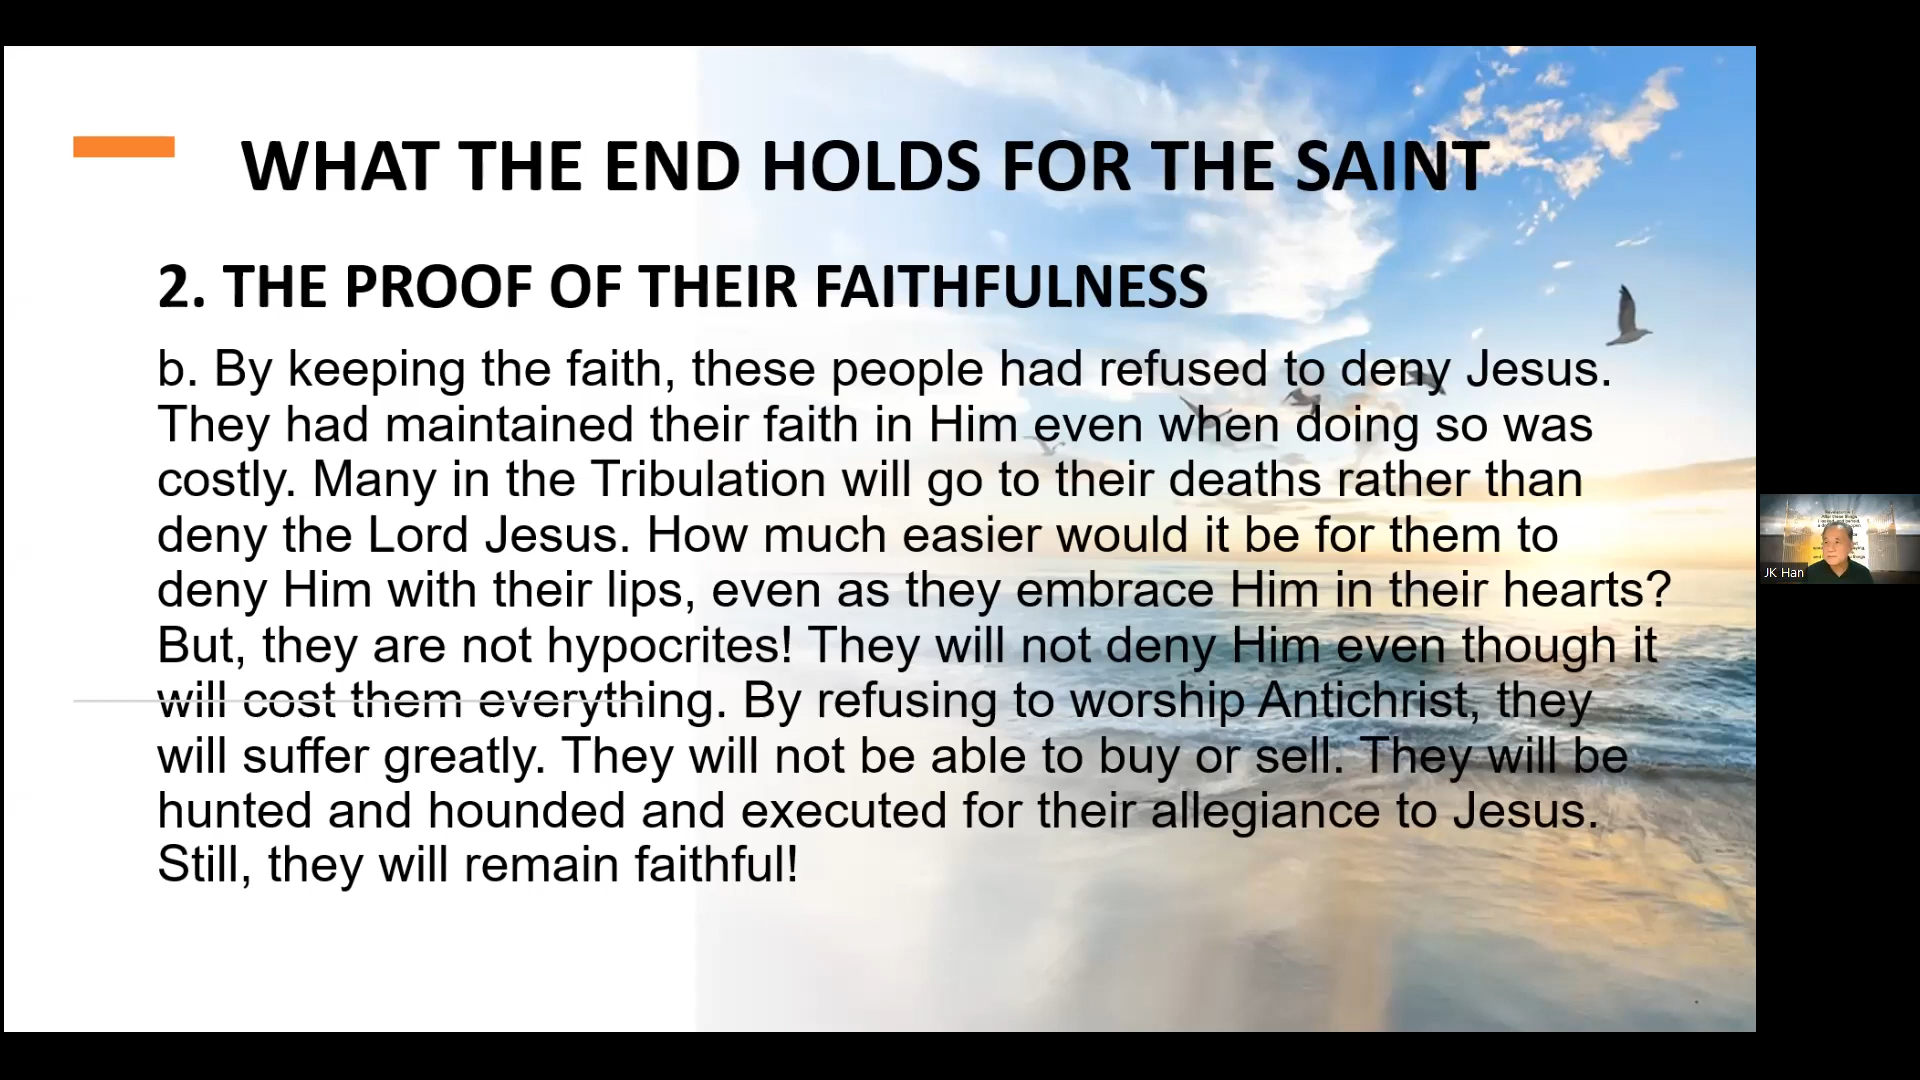 WHAT THE END HOLDS FOR THE SAINT
2. THE PROOF OF THEIR FAITHFULNESS
b. By keeping the faith, these people had refused to deny Jesus.
They had maintained their faith in Him even when doing so was
costly. Many in the Tribulation will go to their deaths rather than
deny the Lord Jesus. How much easier would it be for them to
deny Him with their lips, even as they embrace Him in their hearts?
But, they are not hypocrites! They will not deny Him even though it
will cost them everything. By refusing to worship Antichrist, they
will suffer greatly. They will not be able to buy or sell. They will be
hunted and hounded and executed for their allegiance to Jesus.
Still, they will remain faithful!
JK Han